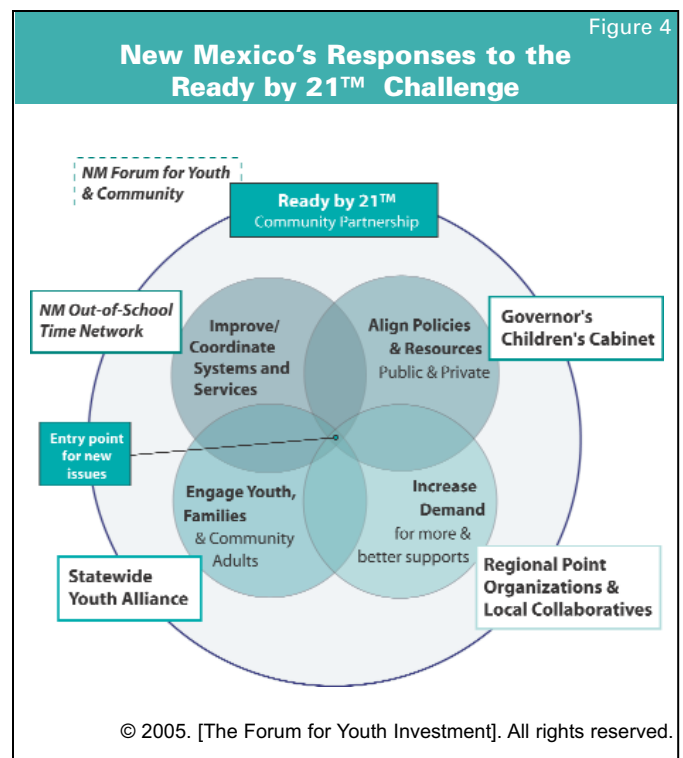 Figure 4
New Mexico's Responses to the
Ready by 21™ Challenge
NM Forum for Youth
& Community
Ready by 21™
Community Partnership
NM Out-of-School
Time Network
Improve/
Coordinate
Systems and
Services
Align Policies
& Resources
Public & Private
Governor's
Children's Cabinet
Entry point
for new
issues
Engage Youth,
Families
& Community
Adults
Increase
Demand
for more &
better supports
Statewide
Youth Alliance
Regional Point
Organizations &
Local Collaboratives
© 2005. [The Forum for Youth Investment]. All rights reserved.